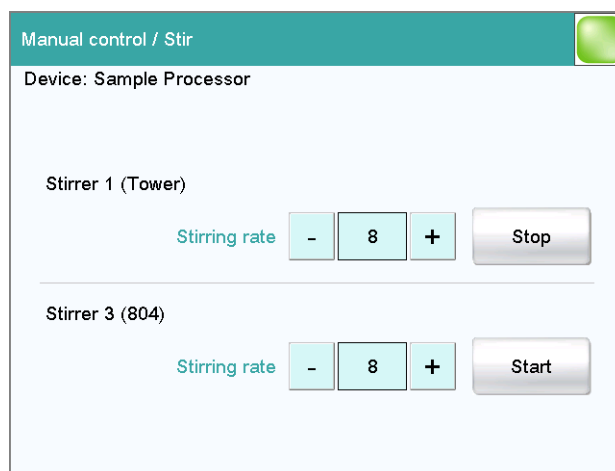 Manual control / Stir
Device: Sample Processor
Stirrer 1 (Tower)
Stirring rate - 8 + Stop
Stirrer 3 (804)
Stirring rate - 8 + Start